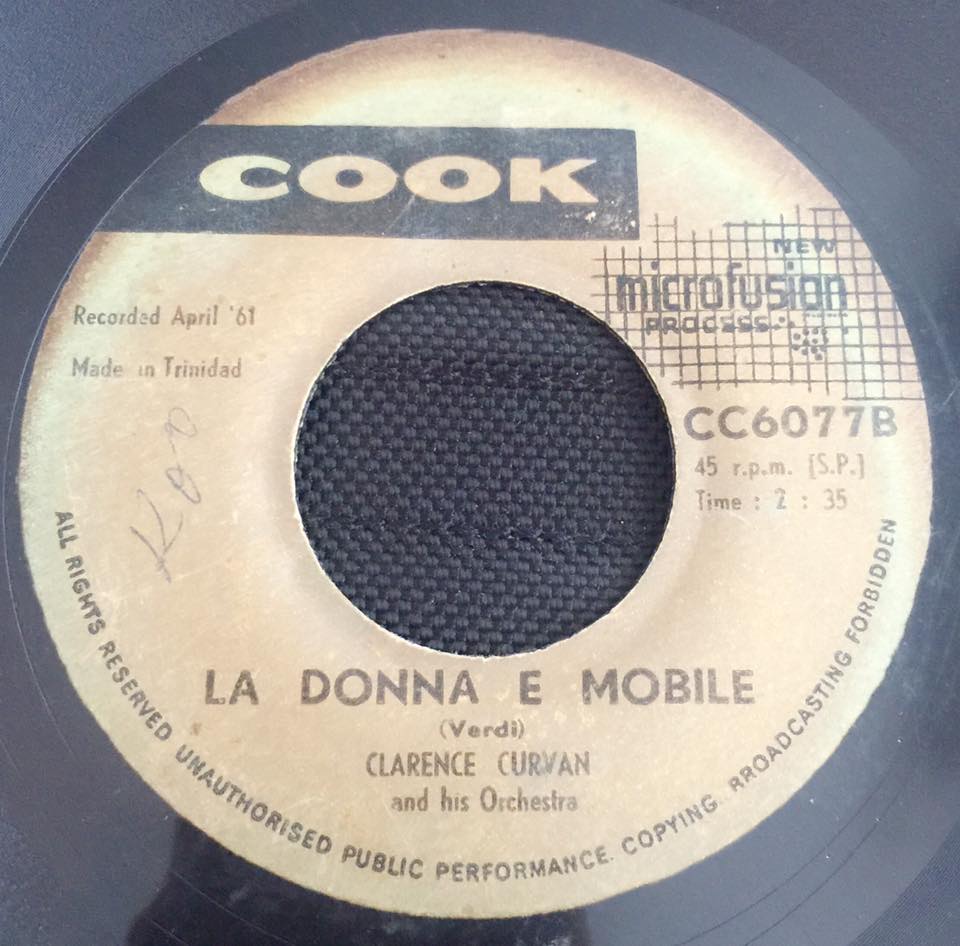 COOK
NEW
microfusion
PROCESS
Recorded April '61
Made in Trinidad
CC6077B
45 r.p.m. [S.P.]
Time : 2 : 35
LA DONNA E MOBILE
(Verdi)
CLARENCE CURVAN
and his Orchestra
ALL RIGHTS RESERVED UNAUTHORISED PUBLIC PERFORMANCE. COPYING RROADCASTING FORBIDDEN